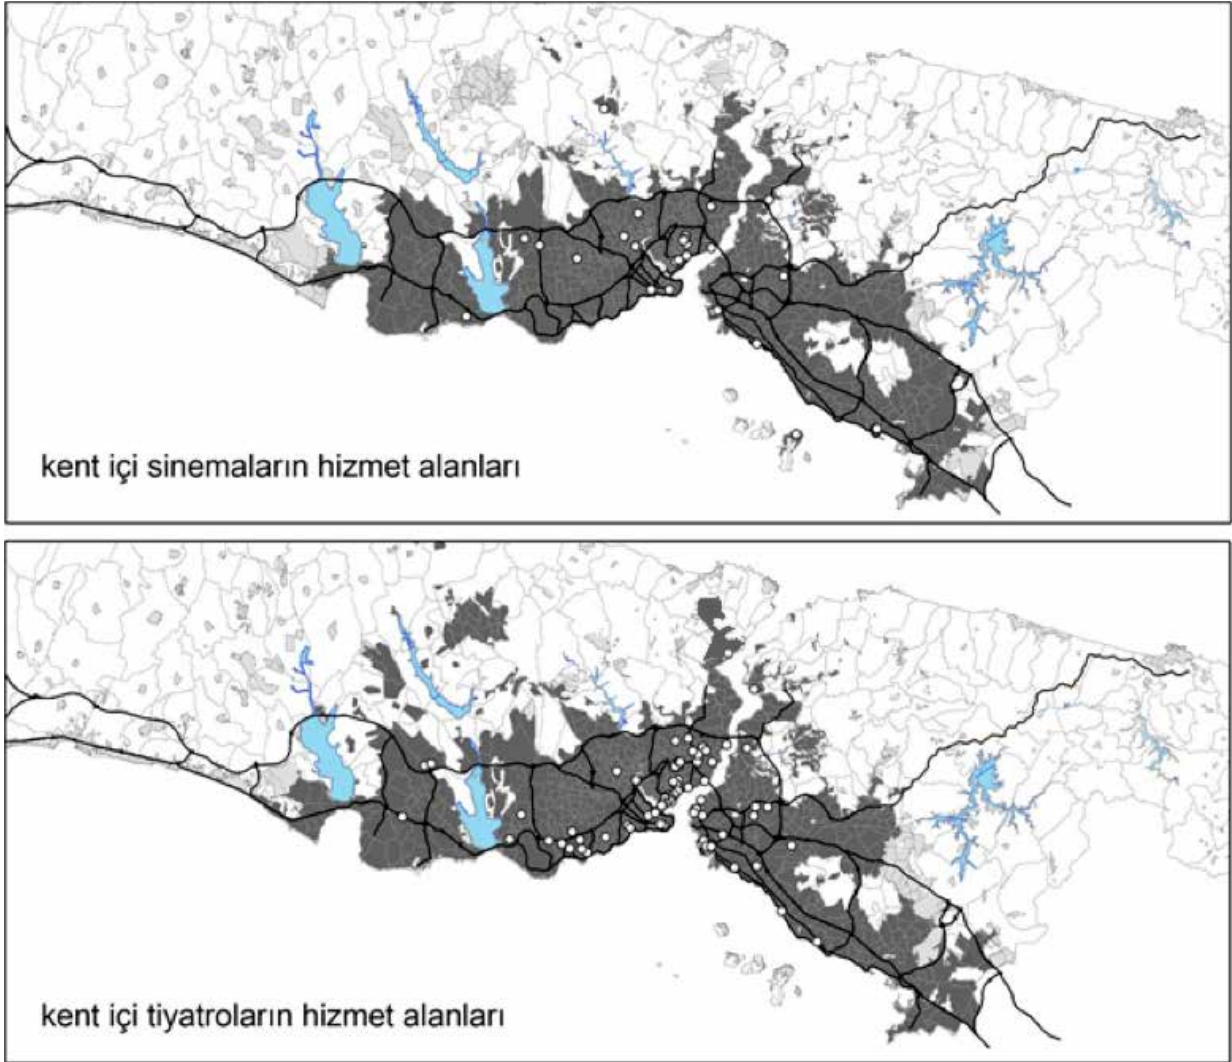 kent içi sinemaların hizmet alanları
kent içi tiyatroların hizmet alanları